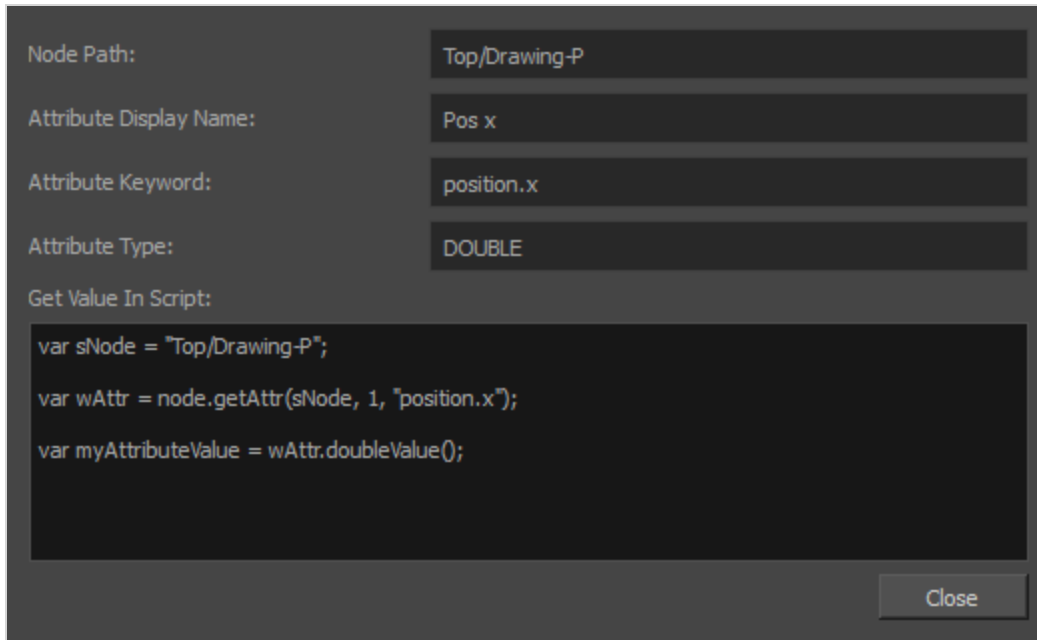 Node Path:
Top/Drawing-P
Attribute Display Name:
Pos x
Attribute Keyword:
position.x
Attribute Type:
DOUBLE
Get Value In Script:
var sNode = "Top/Drawing-P";
var wAttr = node.getAttr(sNode, 1, "position.x");
var myAttributeValue = wAttr.doubleValue();
Close